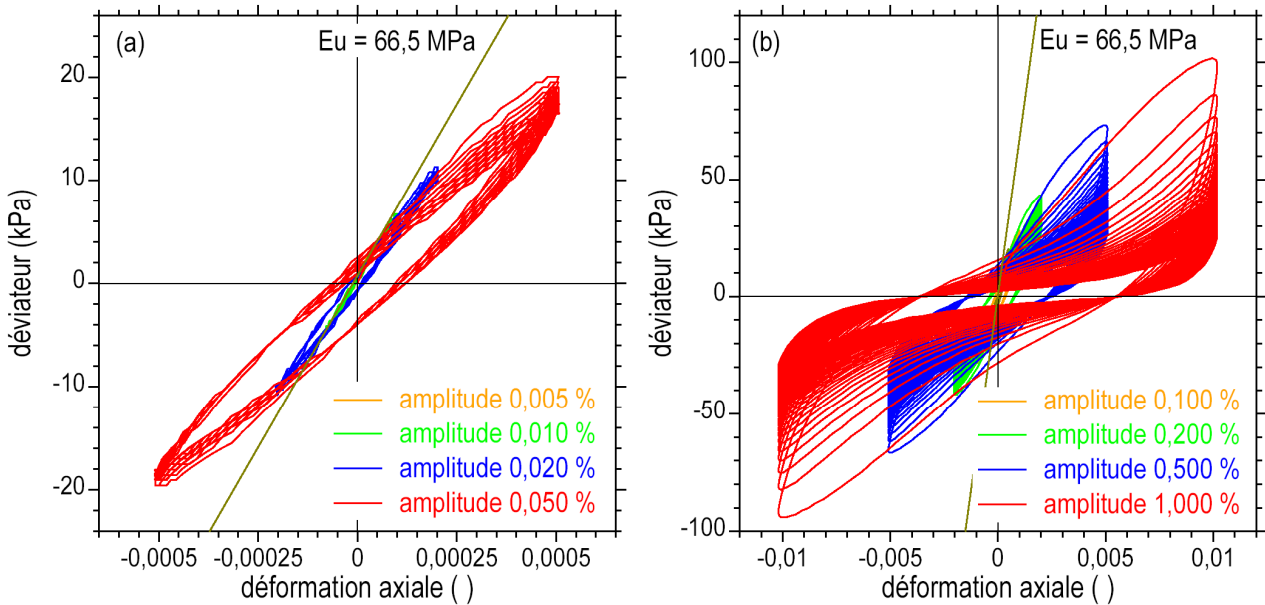 (a)
Eu = 66,5 MPa
20
10
0
-10
-20
déviateur (kPa)
amplitude 0,005 %
amplitude 0,010 %
amplitude 0,020 %
amplitude 0,050 %
-0,0005
-0,00025
0
0,00025
0,0005
déformation axiale ( )
(b)
Eu = 66,5 MPa
100
50
0
-50
-100
déviateur (kPa)
amplitude 0,100 %
amplitude 0,200 %
amplitude 0,500 %
amplitude 1,000 %
-0,01
-0,005
0
0,005
0,01
déformation axiale ( )